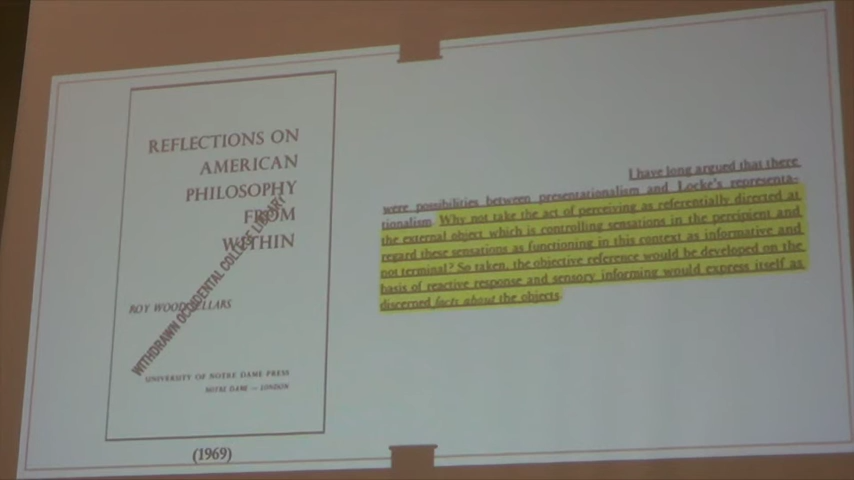 REFLECTIONS ON
AMERICAN
PHILOSOPHY
FROM
WITHIN
ROY WOOD SELLARS
WITHDRAWN OCCIDENTAL COLLEGE LIBRARY
UNIVERSITY OF NOTRE DAME PRESS
NOTRE DAME — LONDON
(1969)
I have long argued that there
were possibilities between presentationalism and Locke's representa-
tionalism. Why not take the act of perceiving as referentially directed at
the external object which is controlling sensations in the percipient and
regard these sensations as functioning in this context as informative and
not terminal? So taken, the objective reference would be developed on the
basis of reactive response and sensory informing would express itself as
discerned facts about the objects.